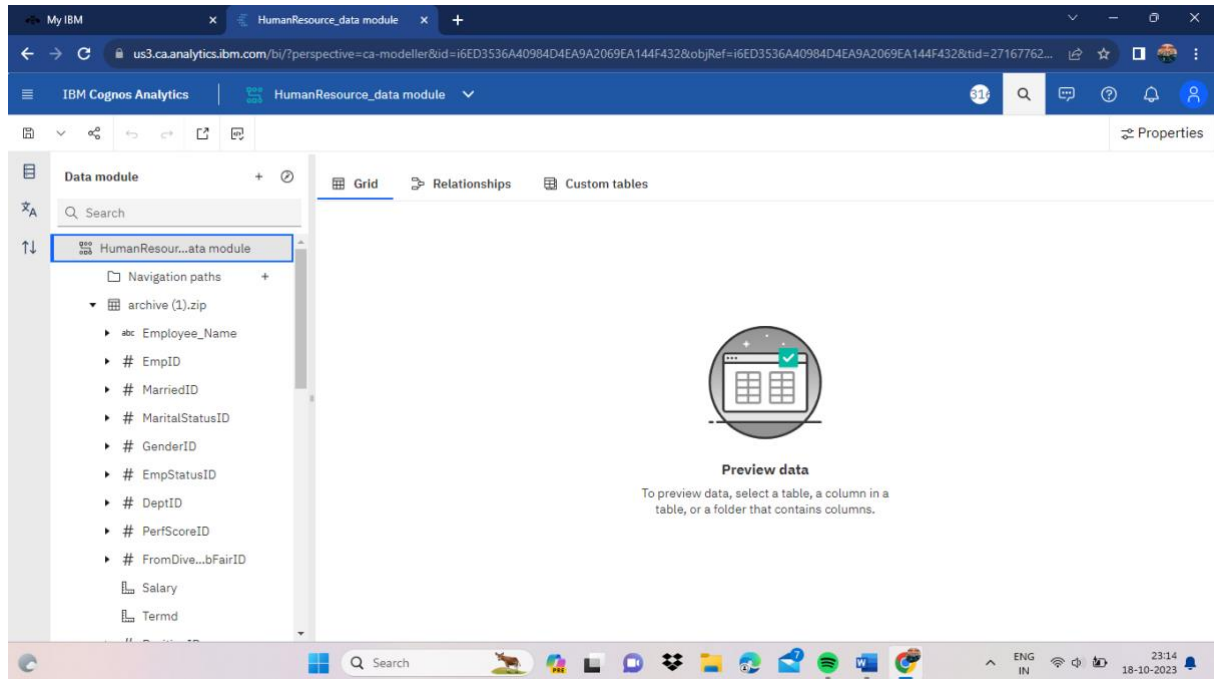 My IBM
HumanResource_data module
us3.ca.analytics.ibm.com/bi/?perspective=ca-modeller&id=i6ED3536A40984D4EA9A2069EA144F432&objRef=i6ED3536A40984D4EA9A2069EA144F432&tid=27167762...
IBM Cognos Analytics
HumanResource_data module
Properties
Data module
Grid
Relationships
Custom tables
Search
HumanResour...ata module
Navigation paths +
archive (1).zip
abc Employee_Name
# EmpID
# MarriedID
# MaritalStatusID
# GenderID
# EmpStatusID
# DeptID
# PerfScoreID
# FromDive...bFairID
Salary
Termd
Preview data
To preview data, select a table, a column in a
table, or a folder that contains columns.
Search
PRE
7
ENG
IN
23:14
18-10-2023